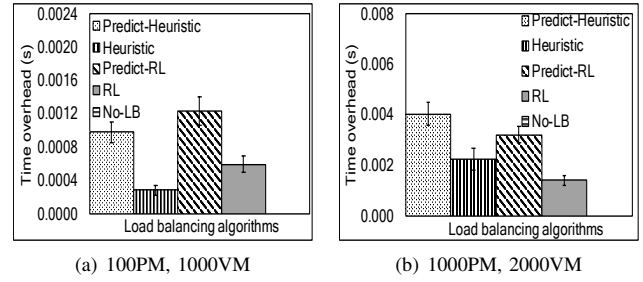 Time overhead (s)
0.0024
0.0020
0.0016
0.0012
0.0008
0.0004
0.0000
Predict-Heuristic
Heuristic
Predict-RL
RL
No-LB
Load balancing algorithms
(a) 100PM, 1000VM
Time overhead (s)
0.008
0.006
0.004
0.002
0.000
Predict-Heuristic
Heuristic
Predict-RL
RL
No-LB
Load balancing algorithms
(b) 1000PM, 2000VM